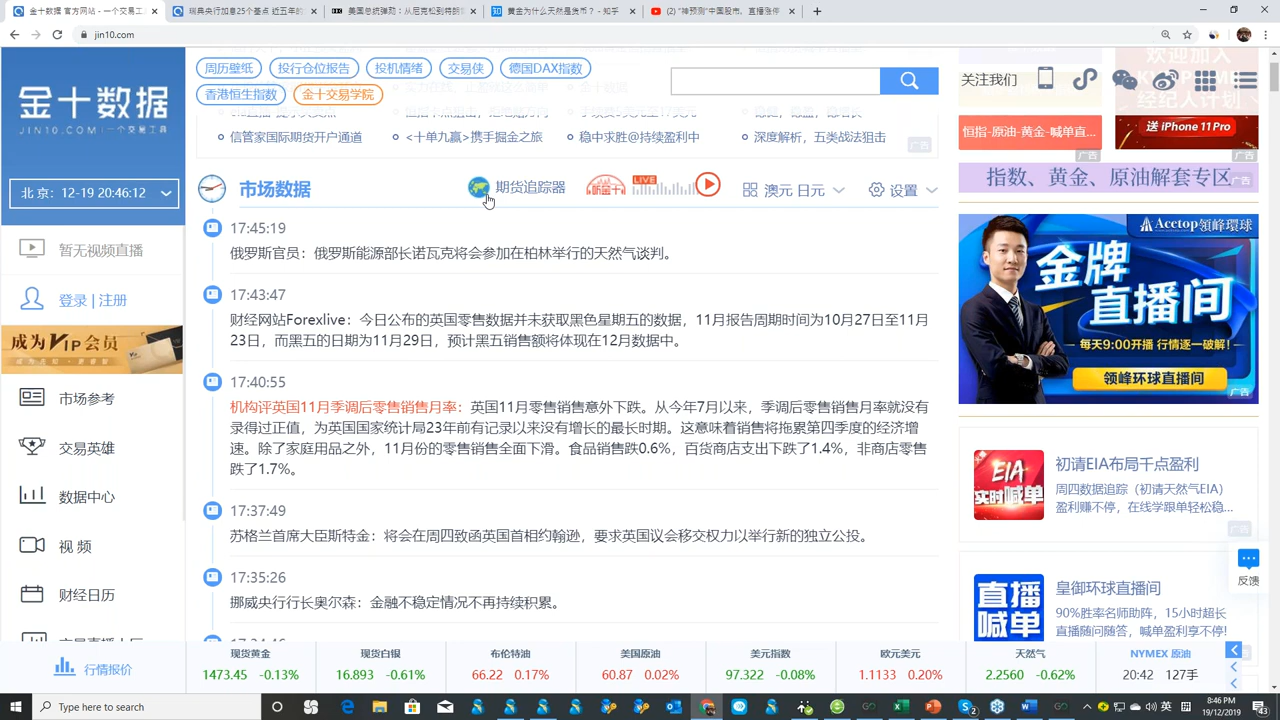 金十数据 官方网站 - 一个交易工
瑞典央行加息25个基点 近五年的
美国总统弹劾：从尼克松到特朗
黄金为什么天然是货币？ - 知乎
(2) "神预测"中国股市，直播涨停
jin10.com
金十数据
JIN10.COM 一个交易工具
北京：12-19 20:46:12
暂无视频直播
登录 | 注册
成为VIP会员
市场参考
交易英雄
数据中心
视 频
财经日历
周历壁纸
投行仓位报告
投机情绪
交易侠
德国DAX指数
香港恒生指数
金十交易学院
信管家国际期货开户通道
<十单九赢>携手掘金之旅
稳中求胜@持续盈利中
深度解析，五类战法狙击
广告
市场数据
期货追踪器
听金十
LIVE
澳元 日元
设置
17:45:19
俄罗斯官员：俄罗斯能源部长诺瓦克将会参加在柏林举行的天然气谈判。
17:43:47
财经网站Forexlive：今日公布的英国零售数据并未获取黑色星期五的数据，11月报告周期时间为10月27日至11月
23日，而黑五的日期为11月29日，预计黑五销售额将体现在12月数据中。
17:40:55
机构评英国11月季调后零售销售月率：英国11月零售销售意外下跌。从今年7月以来，季调后零售销售月率就没有
录得过正值，为英国国家统计局23年前有记录以来没有增长的最长时期。这意味着销售将拖累第四季度的经济增
速。除了家庭用品之外，11月份的零售销售全面下滑。食品销售跌0.6%，百货商店支出下跌了1.4%，非商店零售
跌了1.7%。
17:37:49
苏格兰首席大臣斯特金：将会在周四致函英国首相约翰逊，要求英国议会移交权力以举行新的独立公投。
17:35:26
挪威央行行长奥尔森：金融不稳定情况不再持续积累。
关注我们
恒指-原油-黄金-喊单直...
广告
经纪人计划
送 iPhone 11 Pro
广告
指数、黄金、原油解套专区
广告
Acetop領峰環球
金牌
直播间
每天9:00开播 行情逐一破解！
领峰环球直播间
广告
EIA
实时喊单
初请EIA布局千点盈利
周四数据追踪（初请天然气EIA）
盈利赚不停，在线学跟单轻松稳...
广告
反馈
直播
喊单
皇御环球直播间
90%胜率名师助阵，15小时超长
直播随问随答，喊单盈利享不停!
行情报价
现货黄金
1473.45 -0.13%
现货白银
16.893 -0.61%
布伦特油
66.22 0.17%
美国原油
60.87 0.02%
美元指数
97.322 -0.08%
欧元美元
1.1133 0.20%
天然气
2.2560 -0.62%
NYMEX 原油
20:42 127手
Type here to search
英
8:46 PM
19/12/2019
43